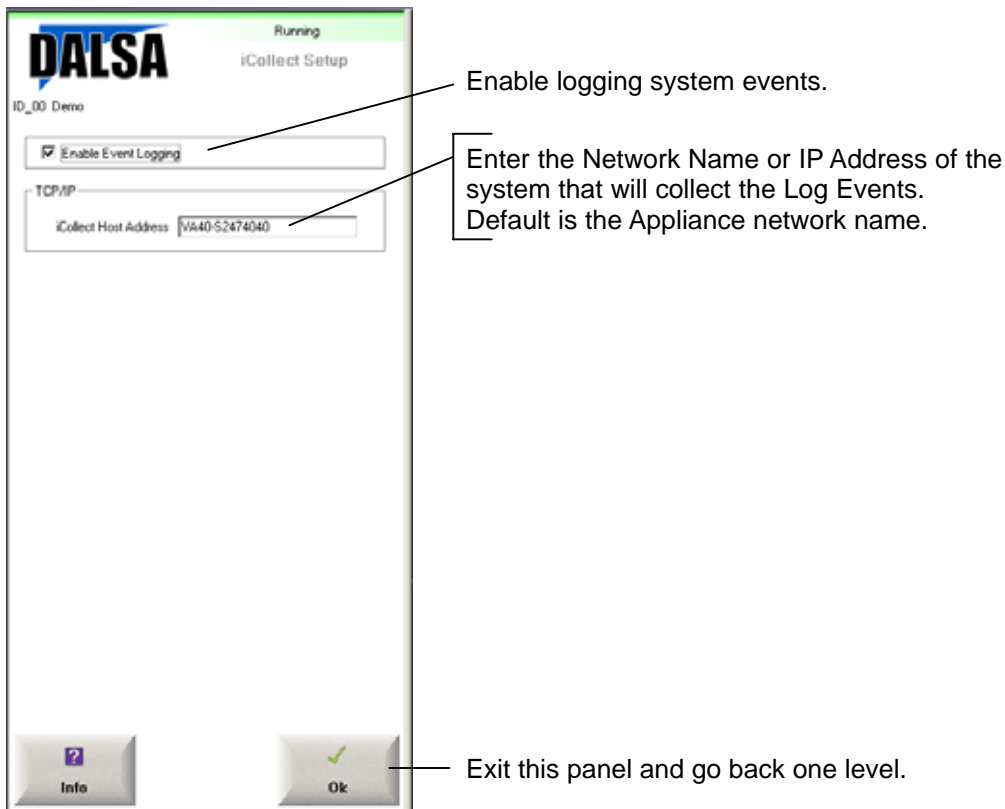 Running
DALSA
iCollect Setup
ID_00 Demo
Enable Event Logging
TCP/IP
iCollect Host Address VA40-S2474040
Info
Ok
Enable logging system events.
Enter the Network Name or IP Address of the
system that will collect the Log Events.
Default is the Appliance network name.
Exit this panel and go back one level.